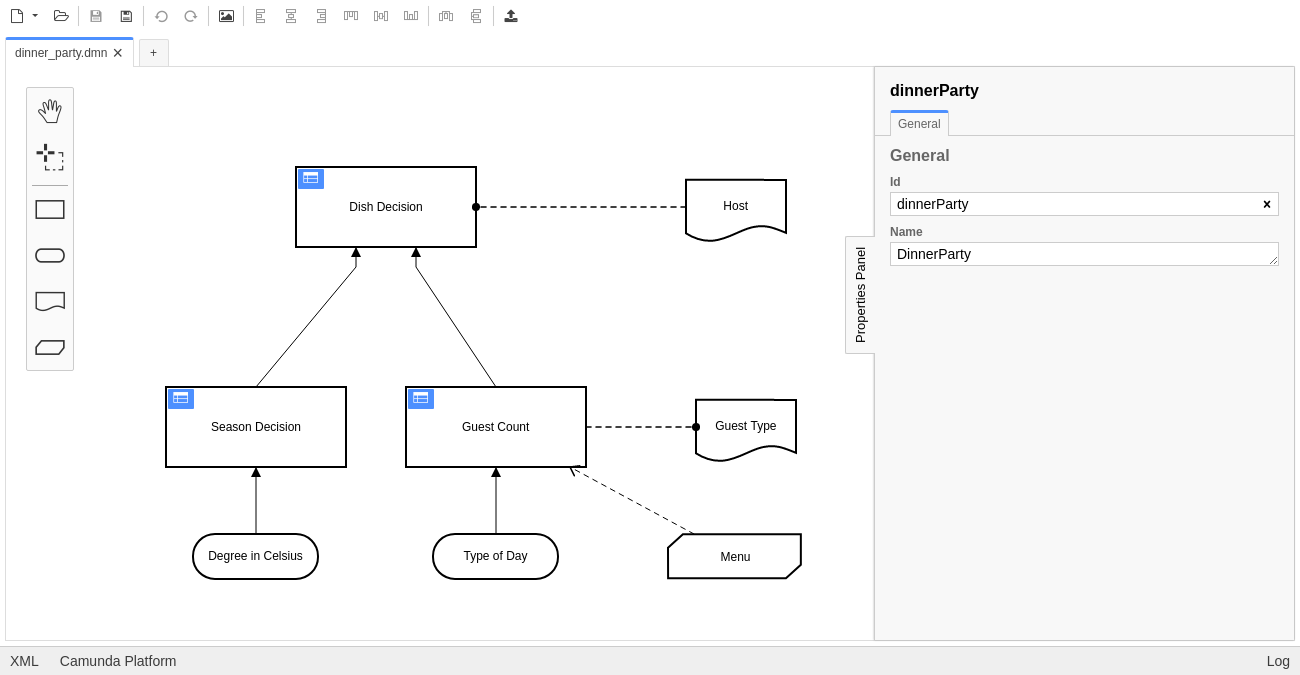 dinner_party.dmn
+
Dish Decision
Host
Season Decision
Guest Count
Guest Type
Degree in Celsius
Type of Day
Menu
Properties Panel
dinnerParty
General
General
Id
dinnerParty
Name
DinnerParty
XML
Camunda Platform
Log